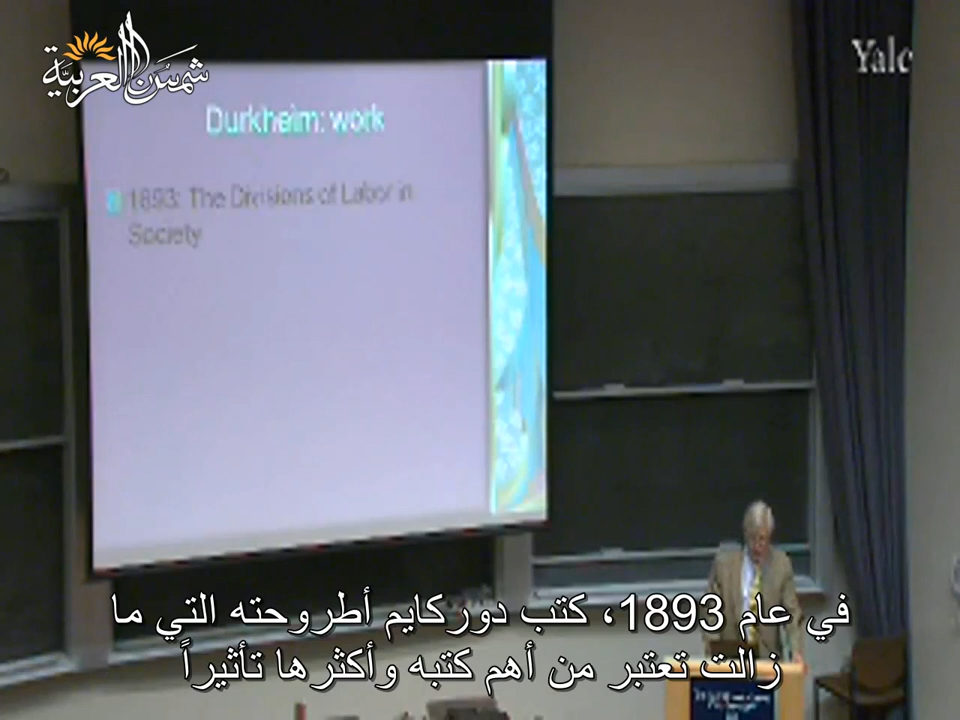 شمس العربية
Yale
Durkheim: work
1893: The Divisions of Labor in
Society
في عام 1893، كتب دوركايم أطروحته التي ما
زالت تعتبر من أهم كتبه وأكثرها تأثيراً